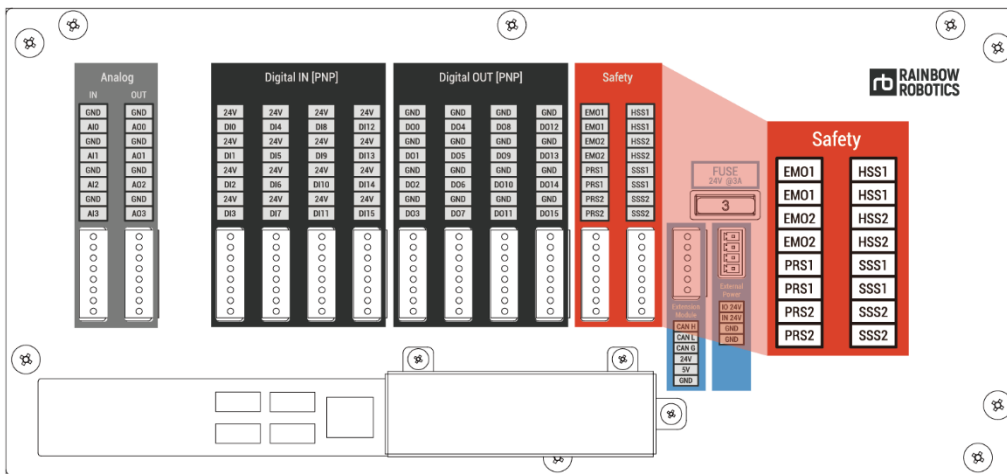 RAINBOW
ROBOTICS
Analog
IN OUT
GND GND
AI0 AO0
GND GND
AI1 AO1
GND GND
AI2 AO2
GND GND
AI3 AO3
Digital IN [PNP]
24V 24V 24V 24V
DI0 DI4 DI8 DI12
24V 24V 24V 24V
DI1 DI5 DI9 DI13
24V 24V 24V 24V
DI2 DI6 DI10 DI14
24V 24V 24V 24V
DI3 DI7 DI11 DI15
Digital OUT [PNP]
GND GND GND GND
DO0 DO4 DO8 DO12
GND GND GND GND
DO1 DO5 DO9 DO13
GND GND GND GND
DO2 DO6 DO10 DO14
GND GND GND GND
DO3 DO7 DO11 DO15
Safety
EMO1 HSS1
EMO1 HSS1
EMO2 HSS2
EMO2 HSS2
PRS1 SSS1
PRS1 SSS1
PRS2 SSS2
PRS2 SSS2
FUSE
24V @3A
3
Extension
Module
CAN H
CAN L
CAN G
24V
5V
GND
External
Power
IO 24V
IN 24V
GND
GND
Safety
EMO1 HSS1
EMO1 HSS1
EMO2 HSS2
EMO2 HSS2
PRS1 SSS1
PRS1 SSS1
PRS2 SSS2
PRS2 SSS2